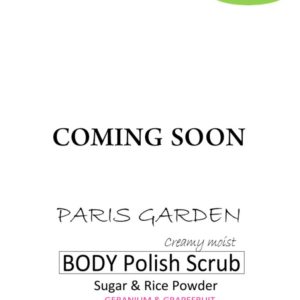 COMING SOON
PARIS GARDEN
Creamy moist
BODY Polish Scrub
Sugar & Rice Powder
GERANIUM & GRAPEFRUIT